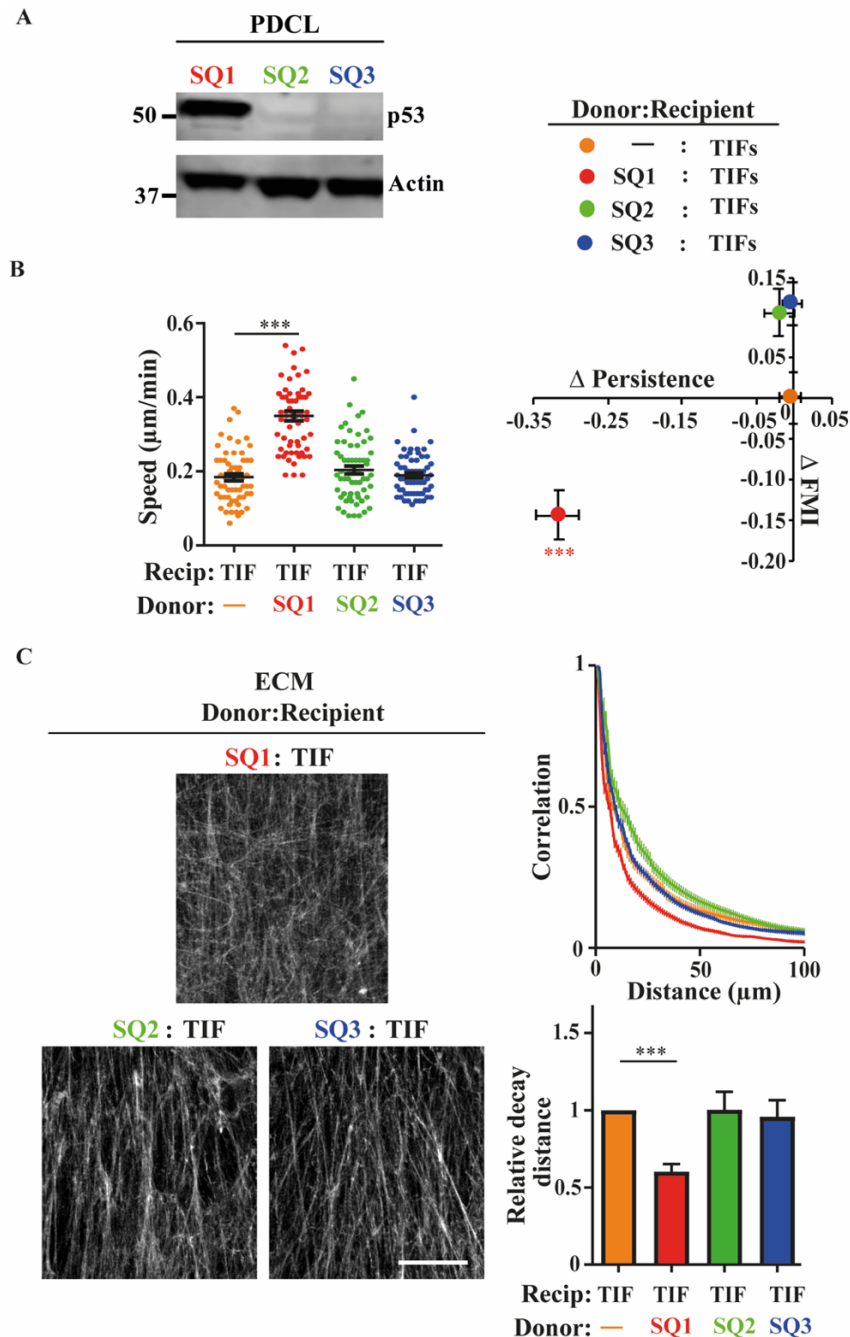 A
PDCL
SQ1 SQ2 SQ3
50
p53
37
Actin
Donor:Recipient
— : TIFs
SQ1 : TIFs
SQ2 : TIFs
SQ3 : TIFs
B
Speed (µm/min)
0.6
0.4
0.2
0
***
Recip: TIF TIF TIF TIF
Donor: — SQ1 SQ2 SQ3
0.15
0.05
Δ Persistence
-0.35 -0.25 -0.15 -0.05 0 0.05
-0.05
-0.10
-0.15
-0.20
Δ FMI
***
C
ECM
Donor:Recipient
SQ1: TIF
SQ2 : TIF
SQ3 : TIF
Correlation
1
0.5
0
0 50 100
Distance (µm)
Relative decay
distance
1.5
1
0.5
0
***
Recip: TIF TIF TIF TIF
Donor: — SQ1 SQ2 SQ3